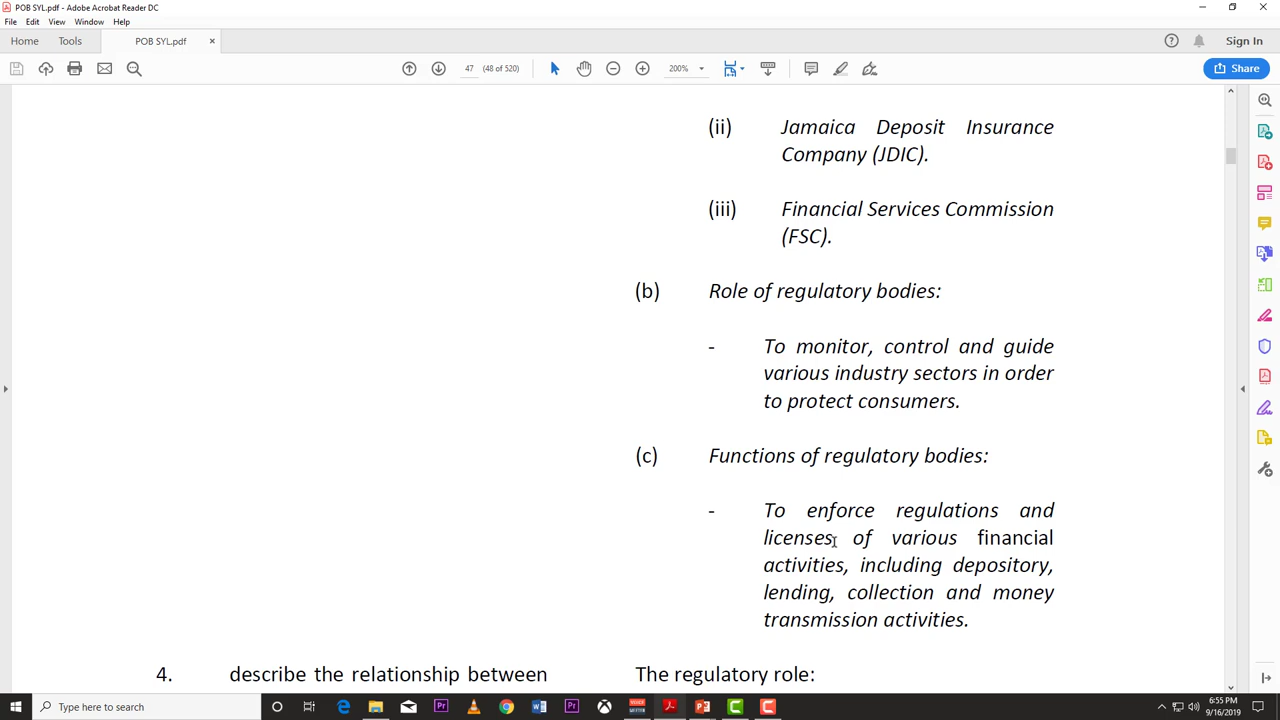 POB SYL.pdf - Adobe Acrobat Reader DC
File Edit View Window Help
Home Tools POB SYL.pdf × Sign In
47 (48 of 520) 200% Share
(ii) Jamaica Deposit Insurance
Company (JDIC).
(iii) Financial Services Commission
(FSC).
(b) Role of regulatory bodies:
- To monitor, control and guide
various industry sectors in order
to protect consumers.
(c) Functions of regulatory bodies:
- To enforce regulations and
licenses of various financial
activities, including depository,
lending, collection and money
transmission activities.
4. describe the relationship between The regulatory role:
Type here to search
6:55 PM
9/16/2019